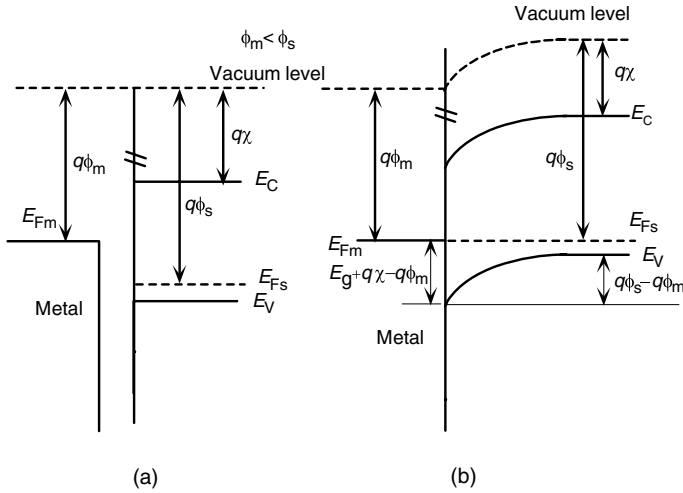 ϕm< ϕs
Vacuum level
qχ
qϕm
EC
qϕs
EFm
EFs
EV
Metal
(a)
Vacuum level
qχ
EC
qϕm
qϕs
EFs
EFm
EV
Eg+qχ−qϕm
qϕs−qϕm
Metal
(b)